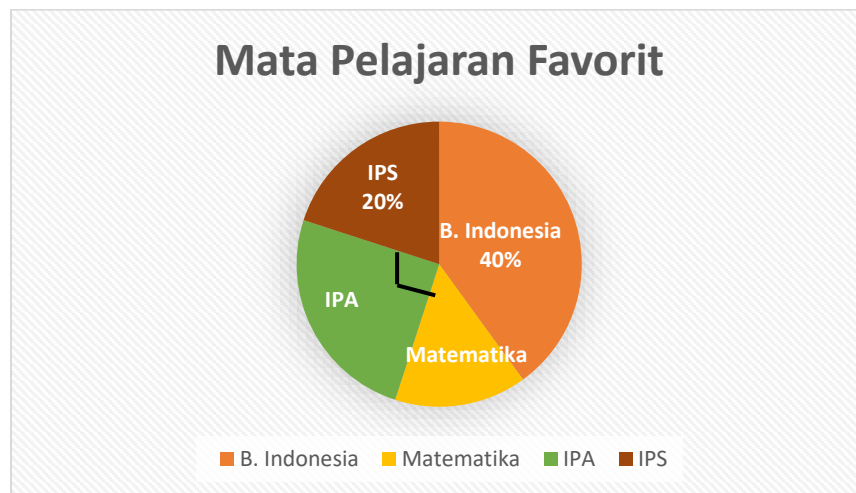 Mata Pelajaran Favorit
IPS
20%
B. Indonesia
40%
IPA
Matematika
B. Indonesia Matematika IPA IPS